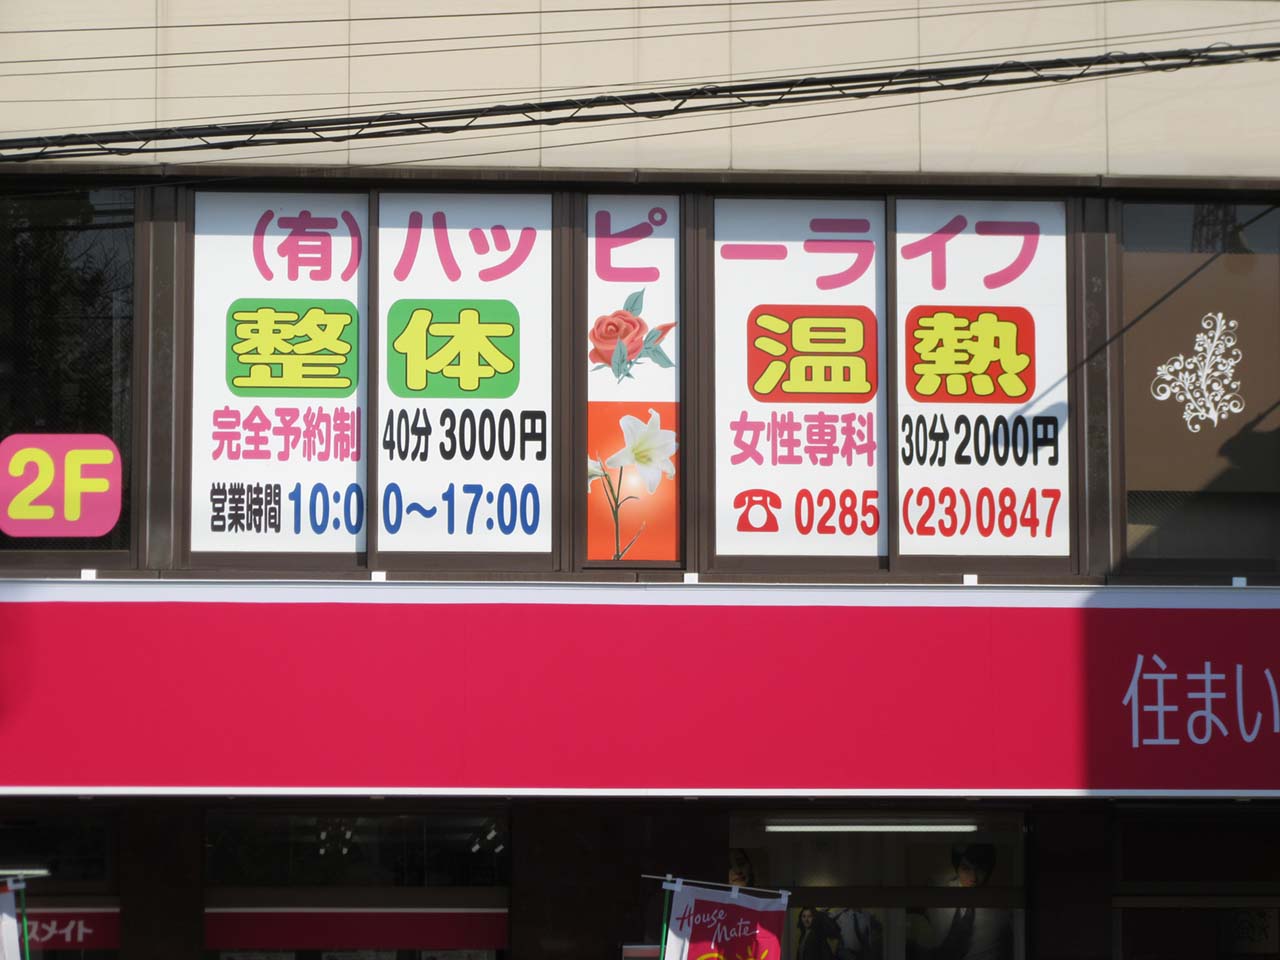 (有)ハッピーライフ
整体 温熱
完全予約制 40分 3000円 女性専科 30分 2000円
営業時間 10:00～17:00 ☎ 0285(23)0847
2F
住まい
スメイト
House Mate